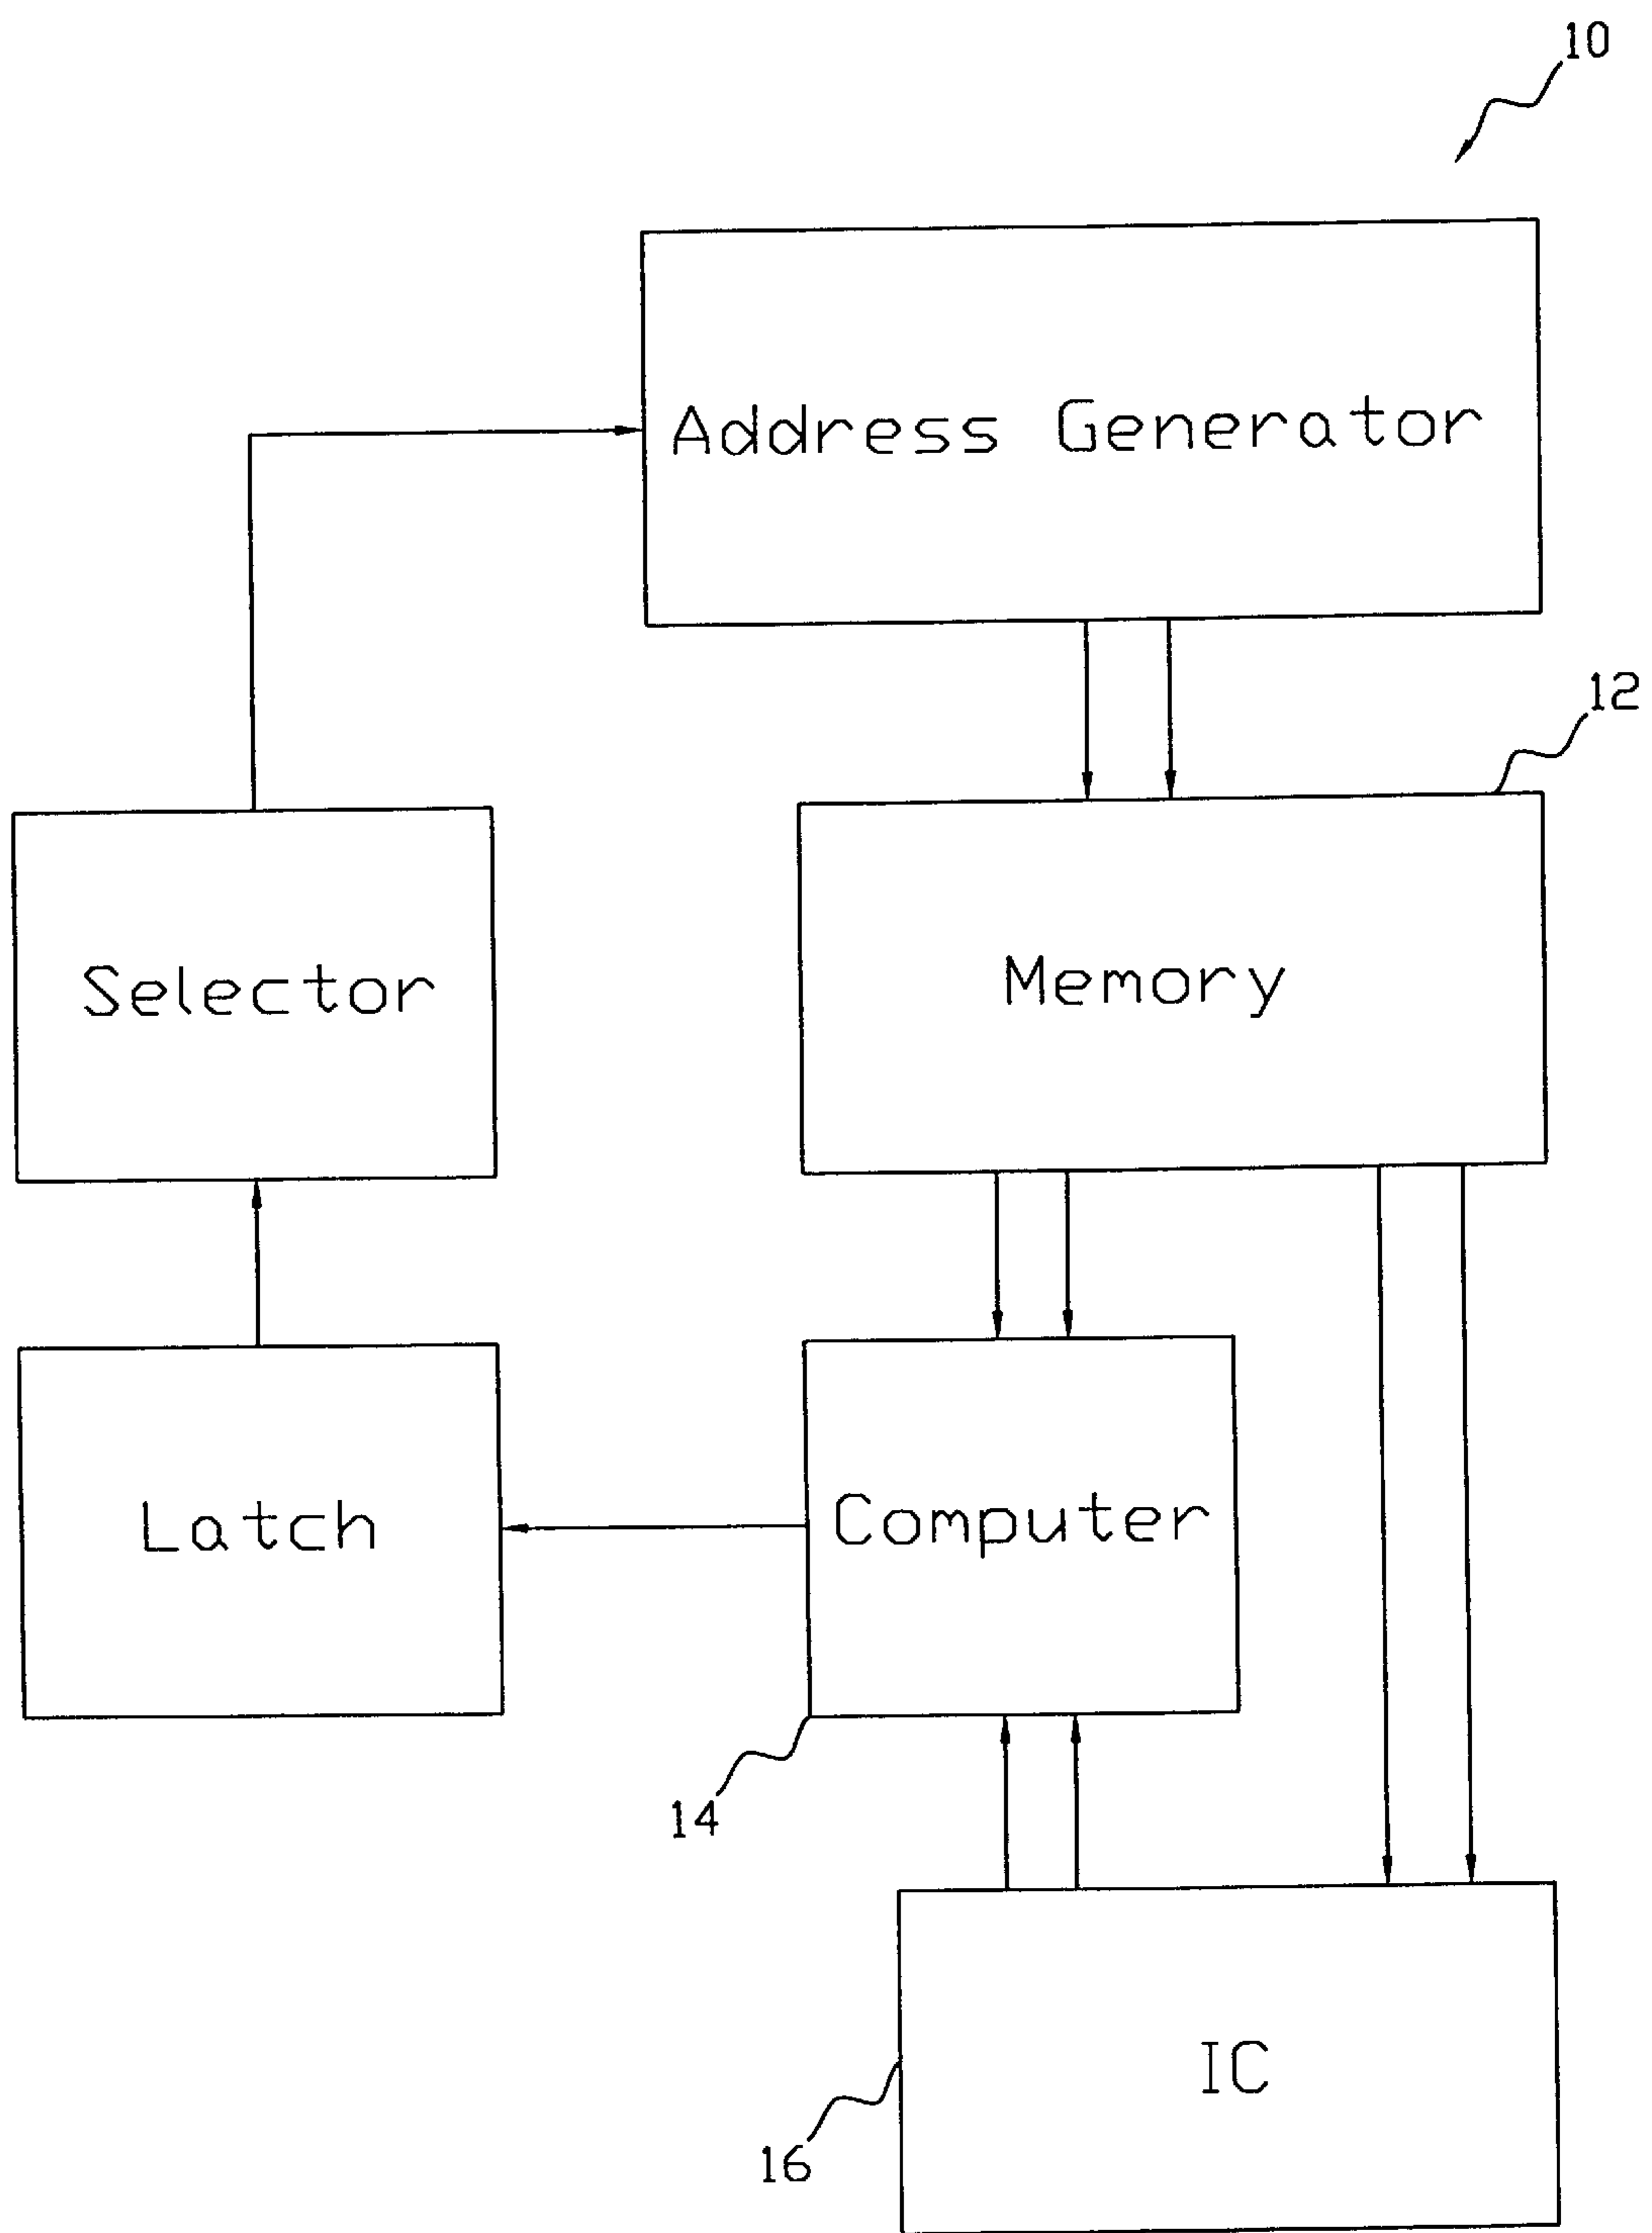 10
Address Generator
12
Selector
Memory
Latch
Computer
14
IC
16